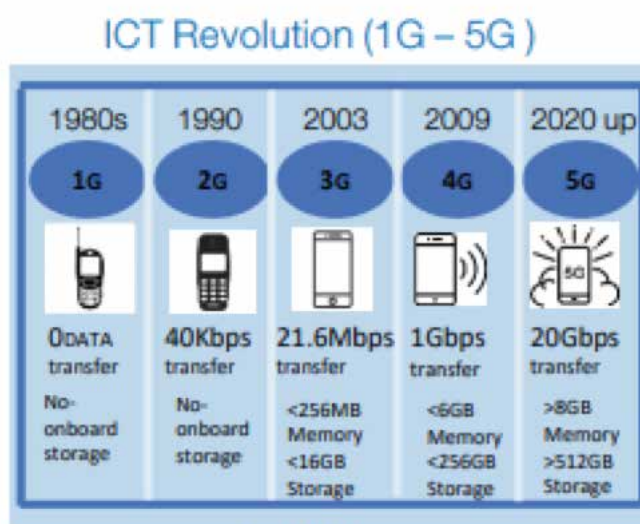 ICT Revolution (1G – 5G )
1980s
1G
0DATA
transfer
No-
onboard
storage
1990
2G
40Kbps
transfer
No-
onboard
storage
2003
3G
21.6Mbps
transfer
<256MB
Memory
<16GB
Storage
2009
4G
1Gbps
transfer
<6GB
Memory
<256GB
Storage
2020 up
5G
5G
20Gbps
transfer
>8GB
Memory
>512GB
Storage